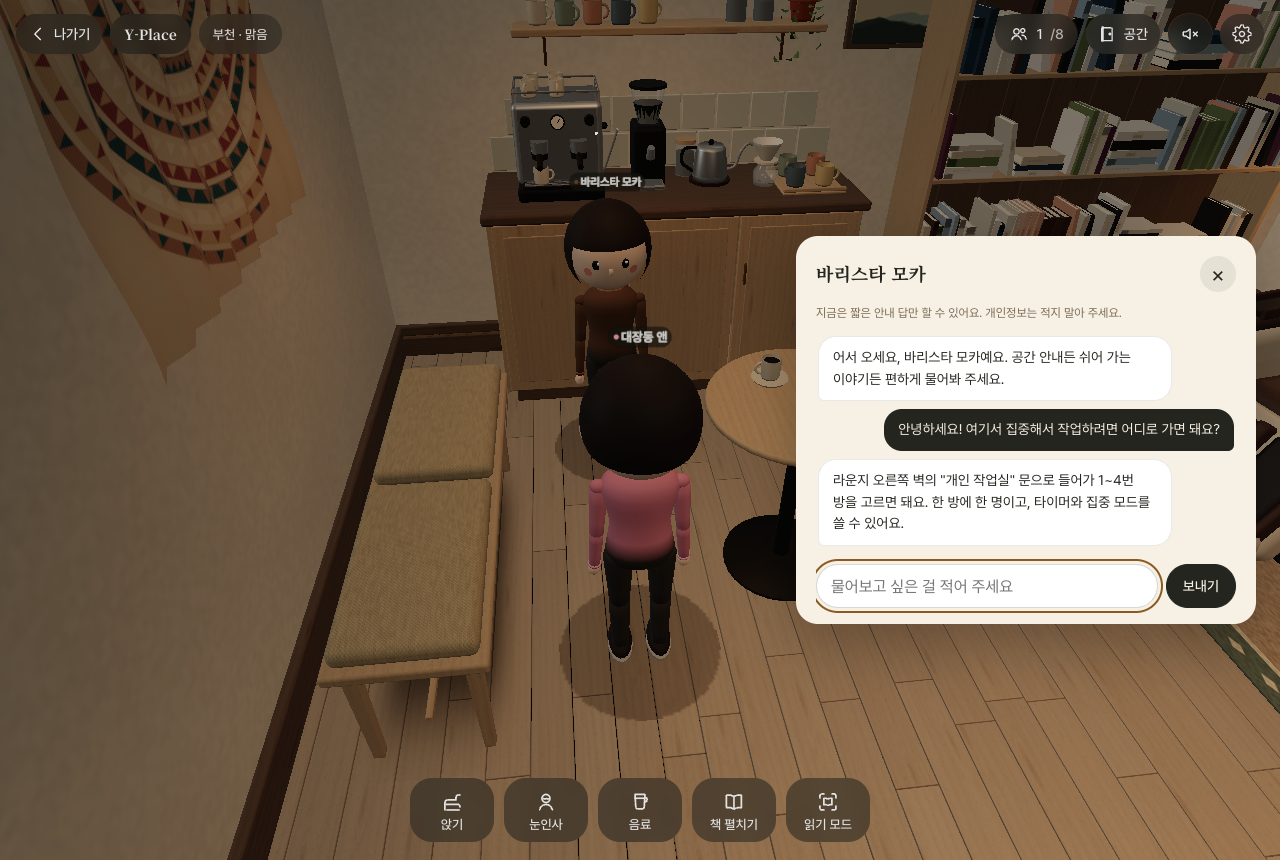 나가기
Y-Place
부천 · 맑음
1 /8
공간
바리스타 모카
대장동 앤
바리스타 모카
지금은 짧은 안내 답만 할 수 있어요. 개인정보는 적지 말아 주세요.
어서 오세요, 바리스타 모카예요. 공간 안내든 쉬어 가는
이야기든 편하게 물어봐 주세요.
안녕하세요! 여기서 집중해서 작업하려면 어디로 가면 돼요?
라운지 오른쪽 벽의 "개인 작업실" 문으로 들어가 1~4번
방을 고르면 돼요. 한 방에 한 명이고, 타이머와 집중 모드를
쓸 수 있어요.
물어보고 싶은 걸 적어 주세요
보내기
앉기
눈인사
음료
책 펼치기
읽기 모드